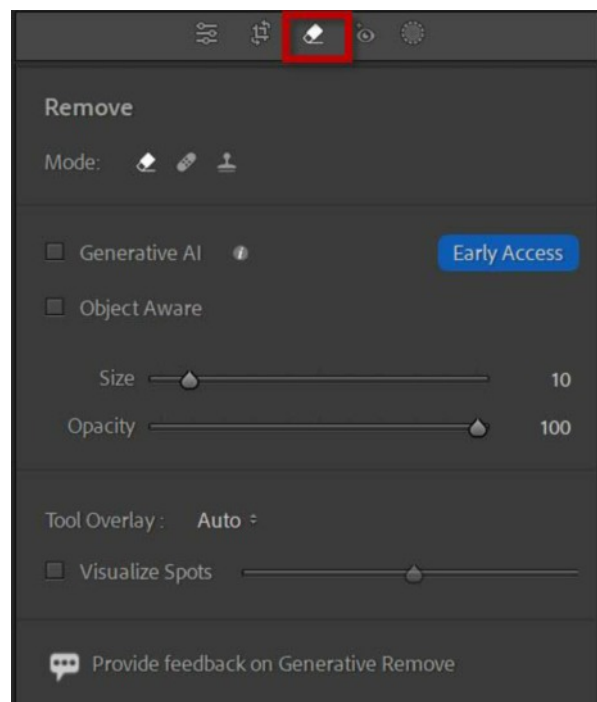 Remove
Mode:
Generative AI Early Access
Object Aware
Size 10
Opacity 100
Tool Overlay : Auto
Visualize Spots
Provide feedback on Generative Remove